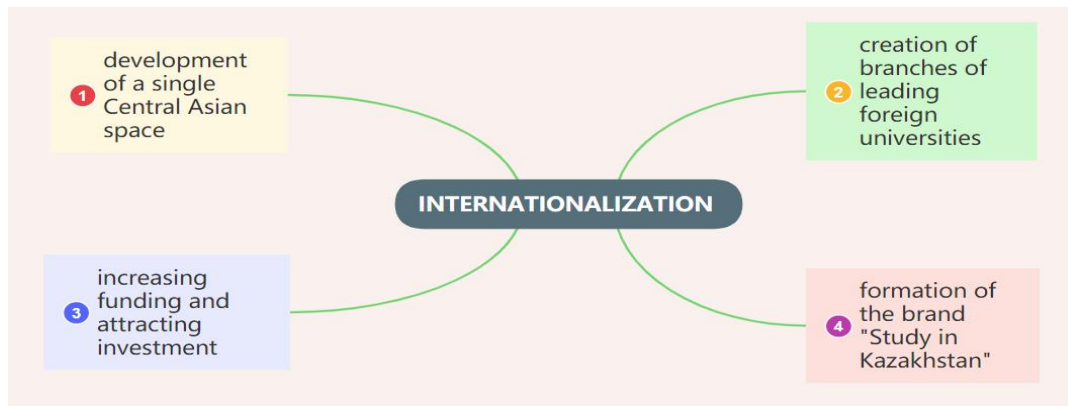 1
development
of a single
Central Asian
space
2
creation of
branches of
leading
foreign
universities
INTERNATIONALIZATION
3
increasing
funding and
attracting
investment
4
formation of
the brand
"Study in
Kazakhstan"